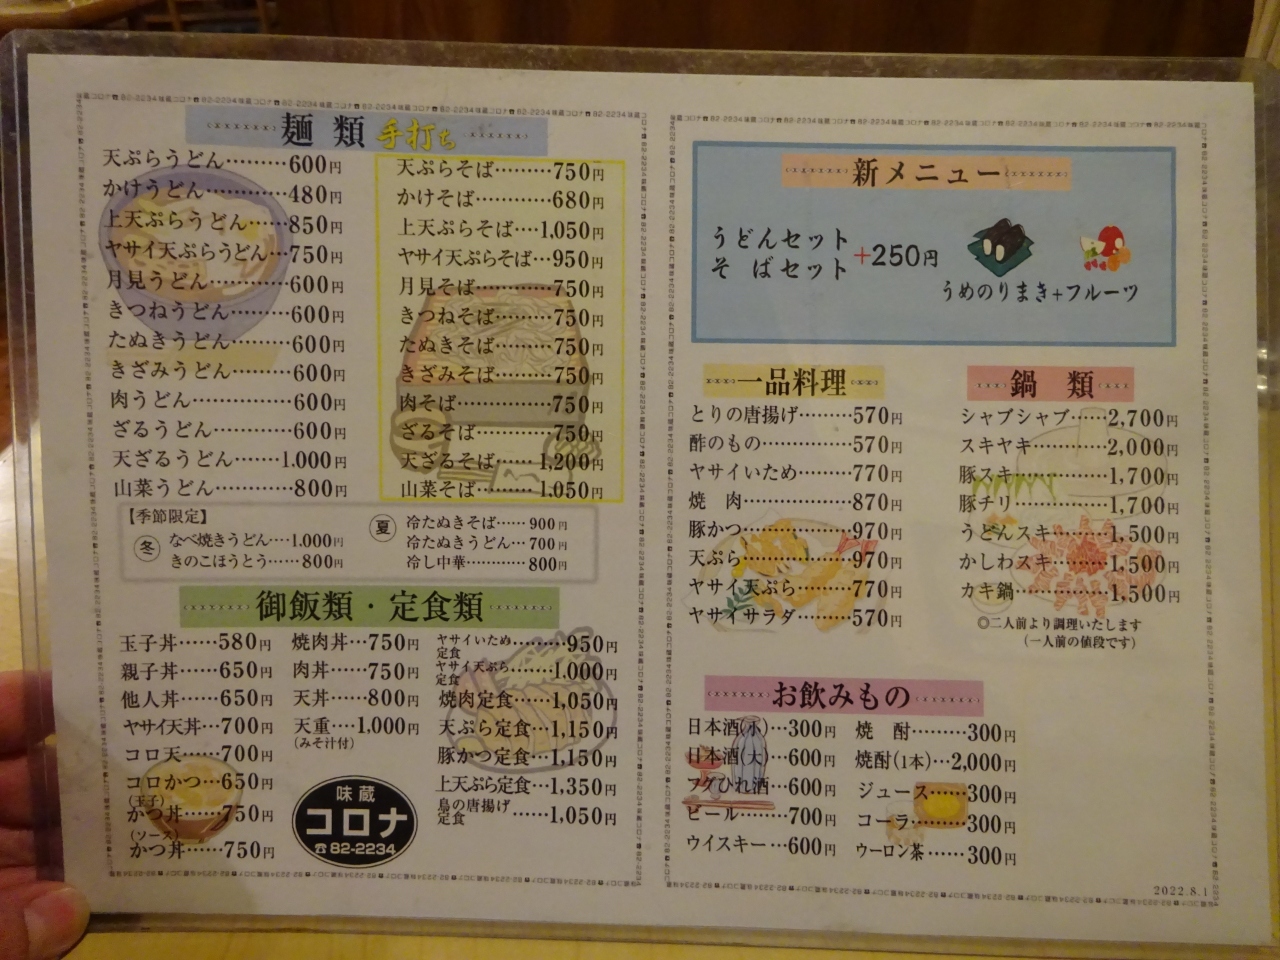 麺類 手打ち
天ぷらうどん………600円
かけうどん…………480円
上天ぷらうどん……850円
ヤサイ天ぷらうどん…750円
月見うどん…………600円
きつねうどん………600円
たぬきうどん………600円
きざみうどん………600円
肉うどん……………600円
ざるうどん…………600円
天ざるうどん……1,000円
山菜うどん…………800円
天ぷらそば………750円
かけそば…………680円
上天ぷらそば…1,050円
ヤサイ天ぷらそば…950円
月見そば…………750円
きつねそば………750円
たぬきそば………750円
きざみそば………750円
肉そば……………750円
ざるそば…………750円
天ざるそば……1,200円
山菜そば………1,050円
【季節限定】
冬
なべ焼きうどん…1,000円
きのこほうとう……800円
夏
冷たぬきそば……900円
冷たぬきうどん…700円
冷し中華…………800円
御飯類・定食類
玉子丼……580円
親子丼……650円
他人丼……650円
ヤサイ天丼…700円
コロ天……700円
コロかつ…650円
(玉子)
かつ丼……750円
(ソース)
かつ丼……750円
焼肉丼…750円
肉丼……750円
天丼……800円
天重…1,000円
(みそ汁付)
ヤサイいため
定食………950円
ヤサイ天ぷら
定食……1,000円
焼肉定食……1,050円
天ぷら定食…1,150円
豚かつ定食…1,150円
上天ぷら定食…1,350円
鳥の唐揚げ
定食……1,050円
味蔵
コロナ
☎82-2234
新メニュー
うどんセット
そばセット
+250円
うめのりまき+フルーツ
一品料理
とりの唐揚げ………570円
酢のもの……………570円
ヤサイいため………770円
焼 肉………………870円
豚かつ………………970円
天ぷら………………970円
ヤサイ天ぷら………770円
ヤサイサラダ………570円
鍋類
シャブシャブ……2,700円
スキヤキ…………2,000円
豚スキ……………1,700円
豚チリ……………1,700円
うどんスキ………1,500円
かしわスキ………1,500円
カキ鍋……………1,500円
◎二人前より調理いたします
(一人前の値段です)
お飲みもの
日本酒(小)…300円
日本酒(大)…600円
フグひれ酒…600円
ビール………700円
ウイスキー…600円
焼 酎………300円
焼酎(1本)…2,000円
ジュース……300円
コーラ………300円
ウーロン茶……300円
2022.8.1